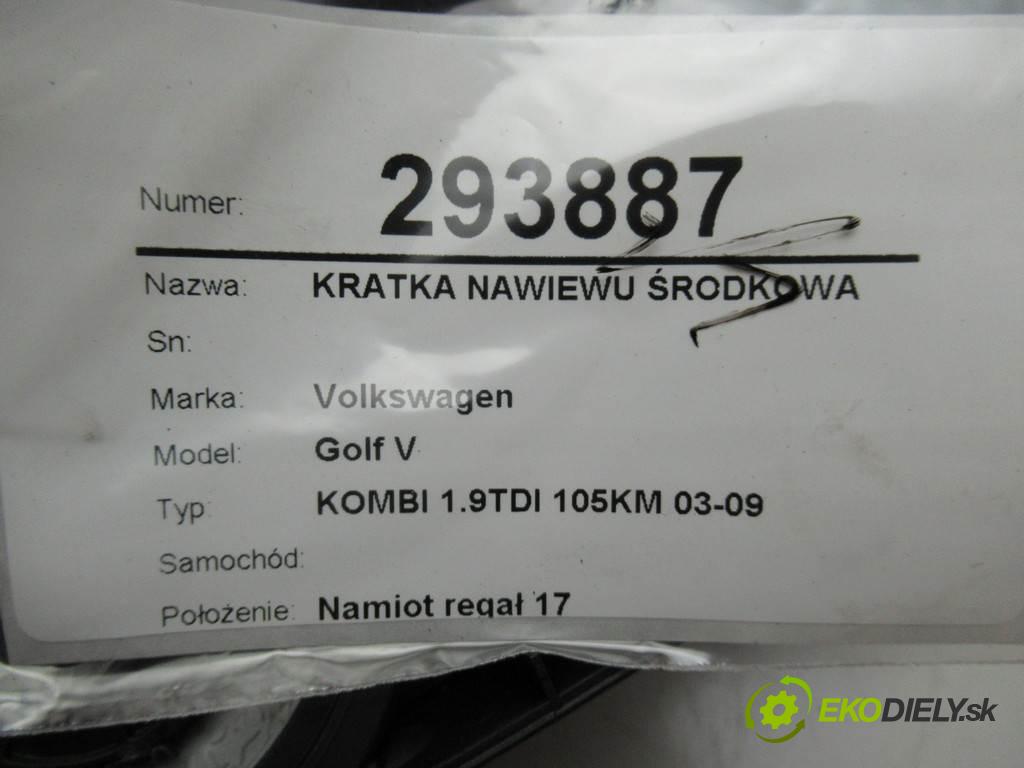 Numer: 293887
Nazwa: KRATKA NAWIEWU ŚRODKOWA
Sn:
Marka: Volkswagen
Model: Golf V
Typ: KOMBI 1.9TDI 105KM 03-09
Samochód:
Położenie: Namiot regał 17
EKODIELY.sk